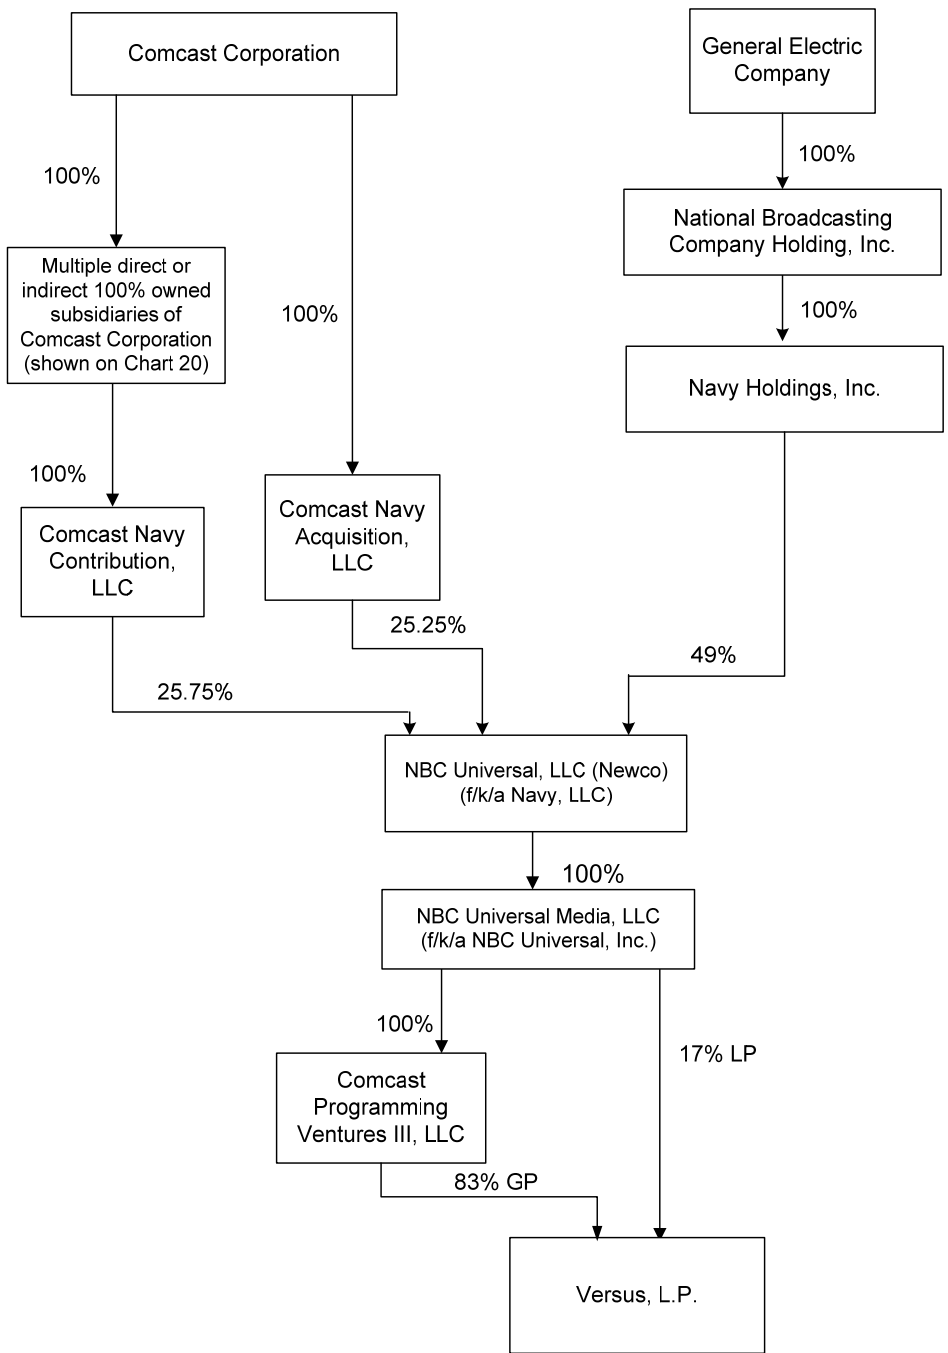 Comcast Corporation
General Electric
Company
100%
100%
National Broadcasting
Company Holding, Inc.
Multiple direct or
indirect 100% owned
subsidiaries of
Comcast Corporation
(shown on Chart 20)
100%
100%
Navy Holdings, Inc.
100%
Comcast Navy
Contribution,
LLC
Comcast Navy
Acquisition,
LLC
25.25%
49%
25.75%
NBC Universal, LLC (Newco)
(f/k/a Navy, LLC)
100%
NBC Universal Media, LLC
(f/k/a NBC Universal, Inc.)
100%
17% LP
Comcast
Programming
Ventures III, LLC
83% GP
Versus, L.P.